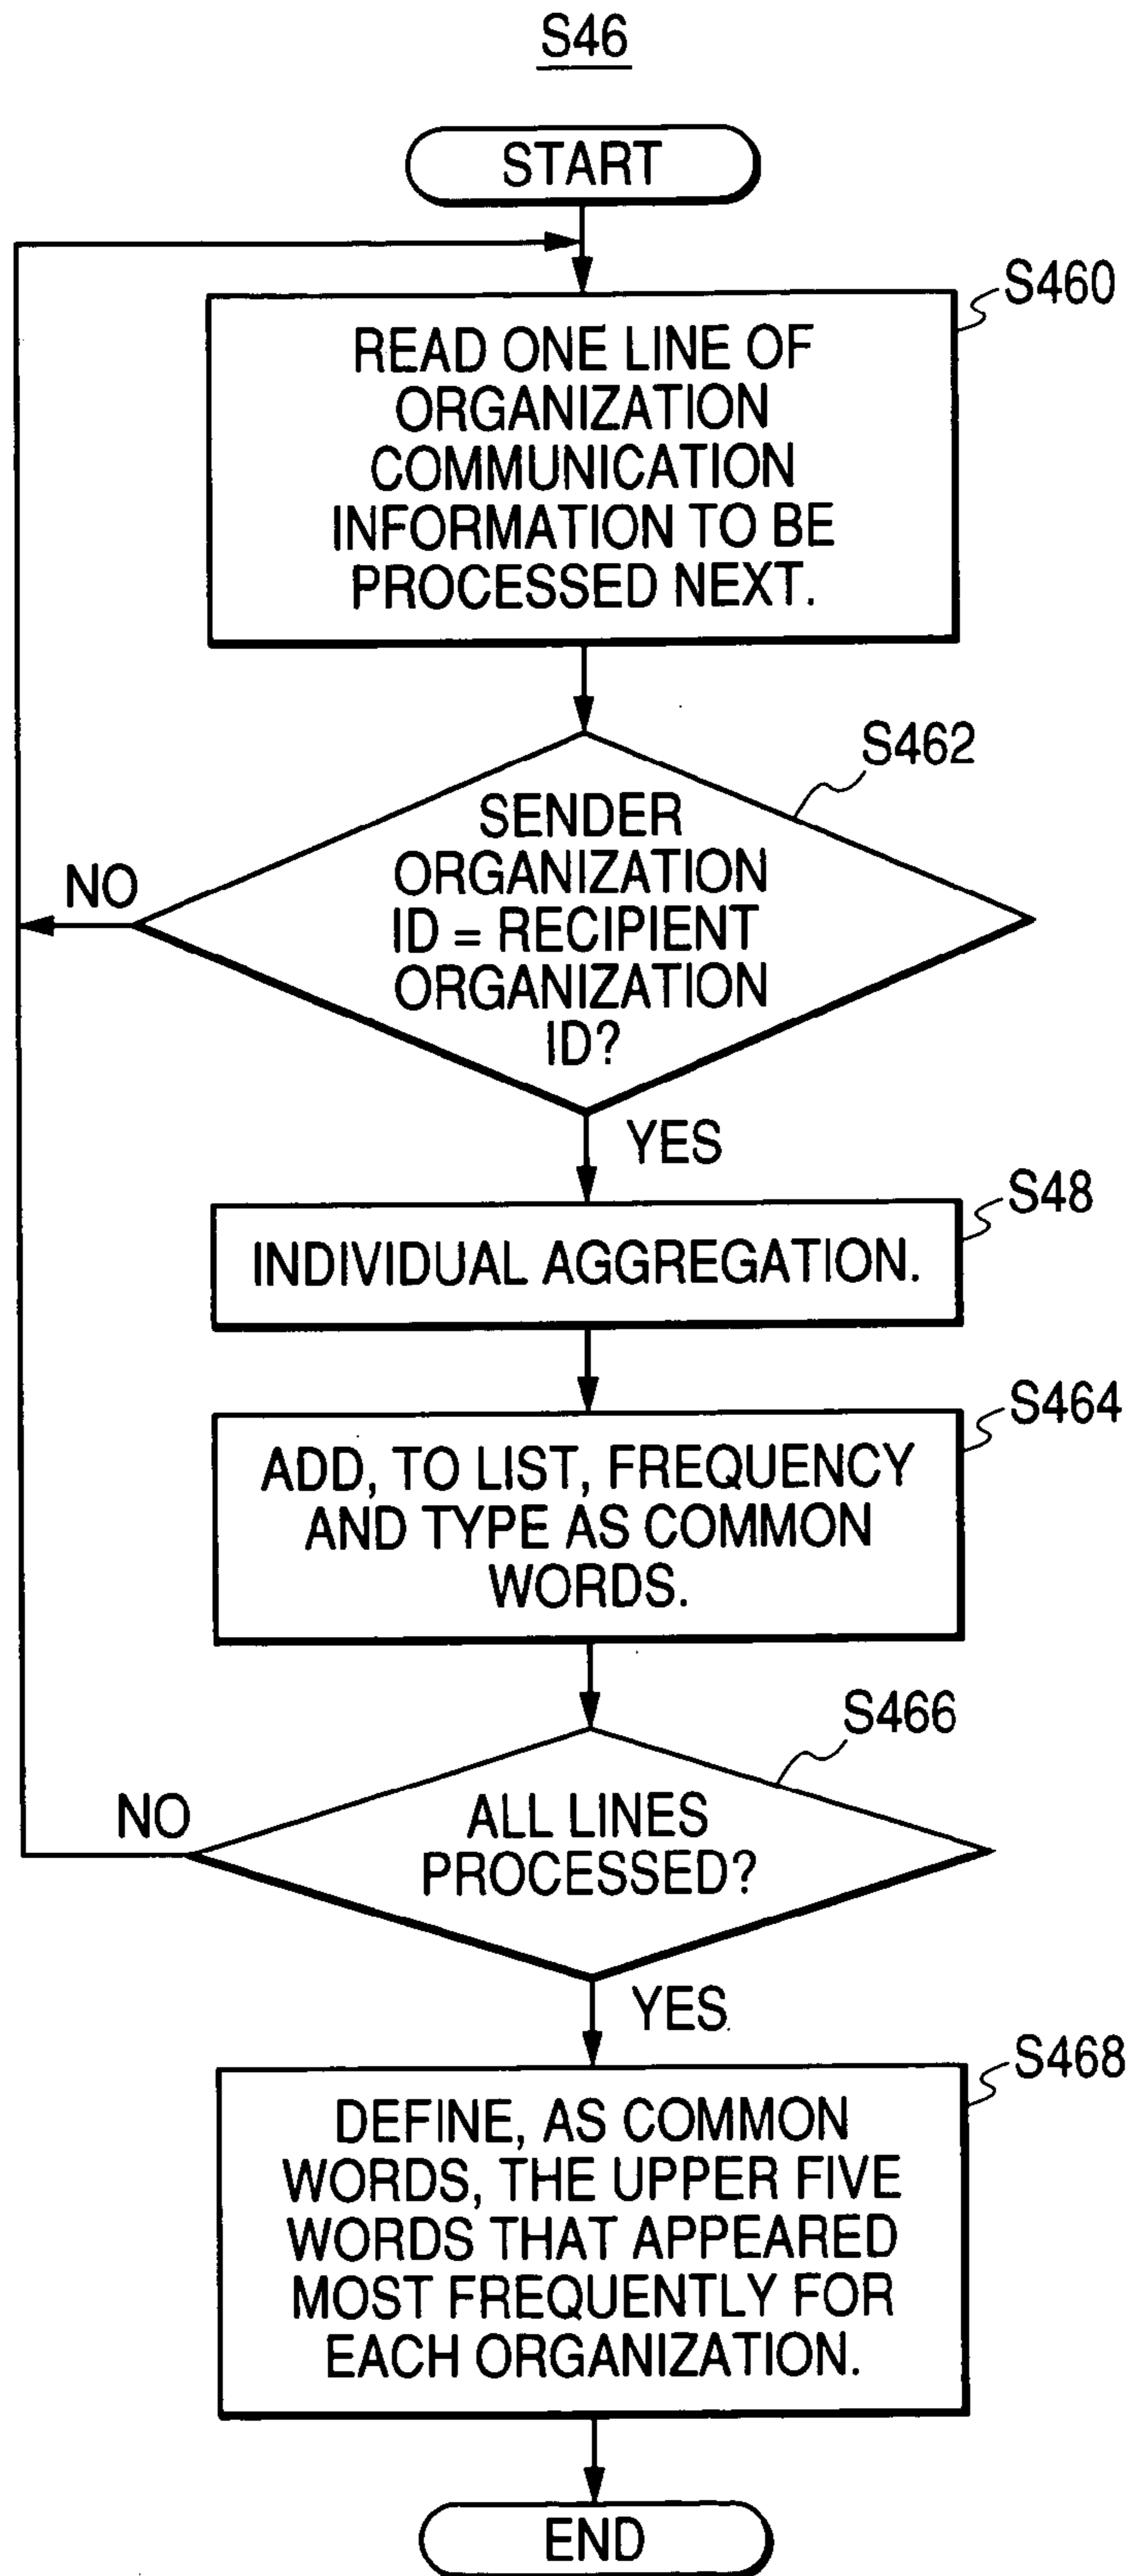 S46
START
S460
READ ONE LINE OF
ORGANIZATION
COMMUNICATION
INFORMATION TO BE
PROCESSED NEXT.
S462
SENDER
ORGANIZATION
ID = RECIPIENT
ORGANIZATION
ID?
NO
YES
S48
INDIVIDUAL AGGREGATION.
S464
ADD, TO LIST, FREQUENCY
AND TYPE AS COMMON
WORDS.
S466
ALL LINES
PROCESSED?
NO
YES
S468
DEFINE, AS COMMON
WORDS, THE UPPER FIVE
WORDS THAT APPEARED
MOST FREQUENTLY FOR
EACH ORGANIZATION.
END